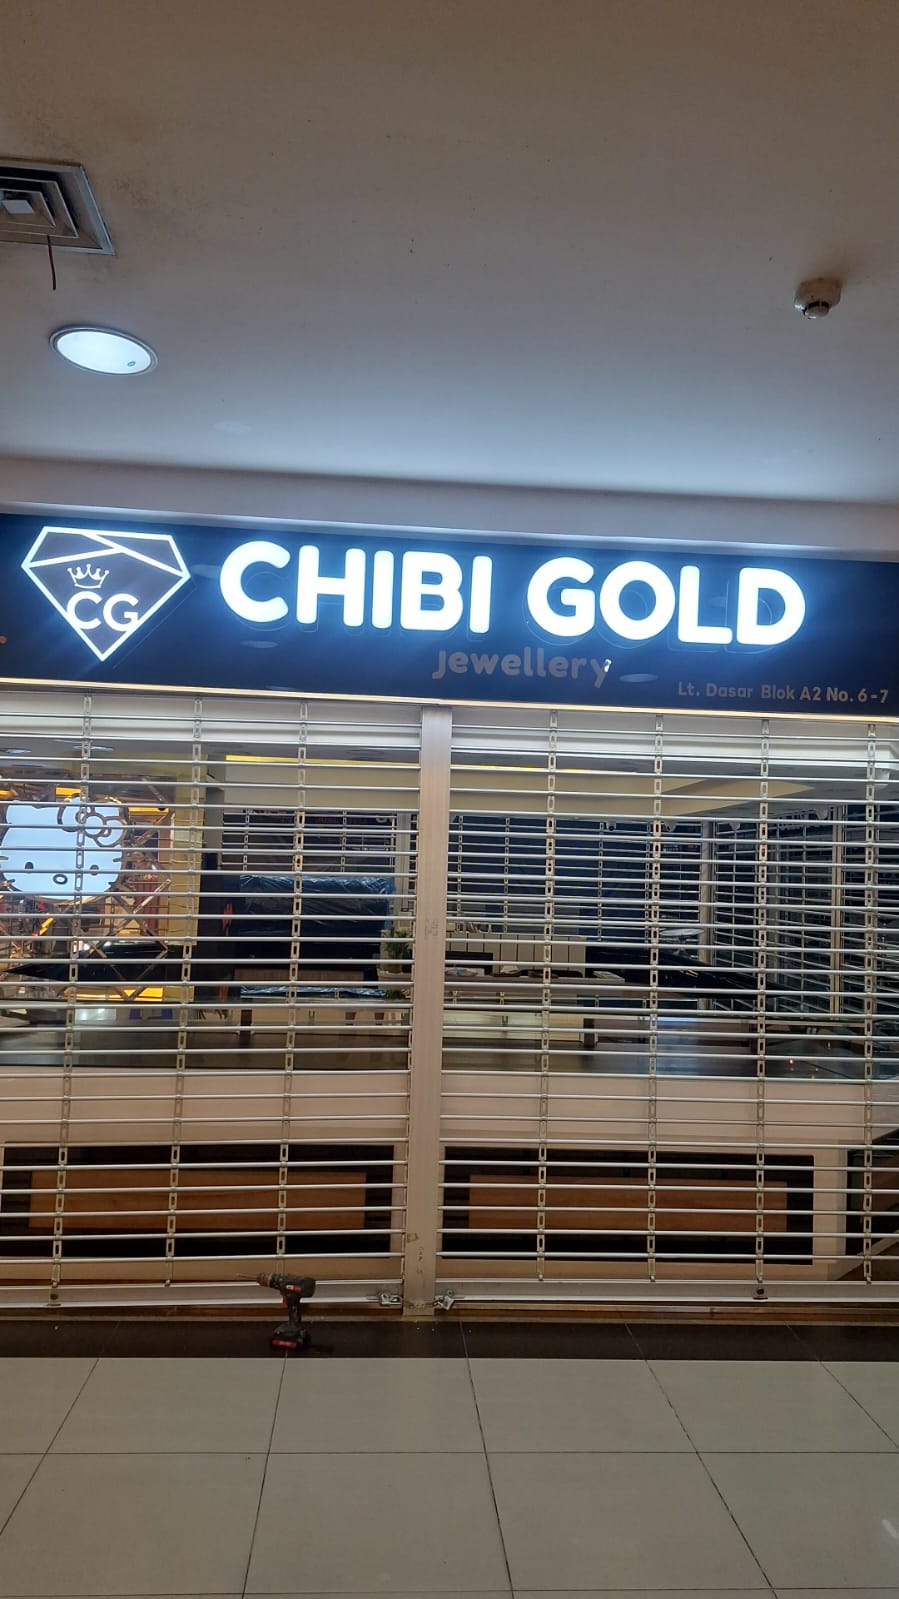 CG
CHIBI GOLD
jewellery
Lt. Dasar Blok A2 No. 6-7